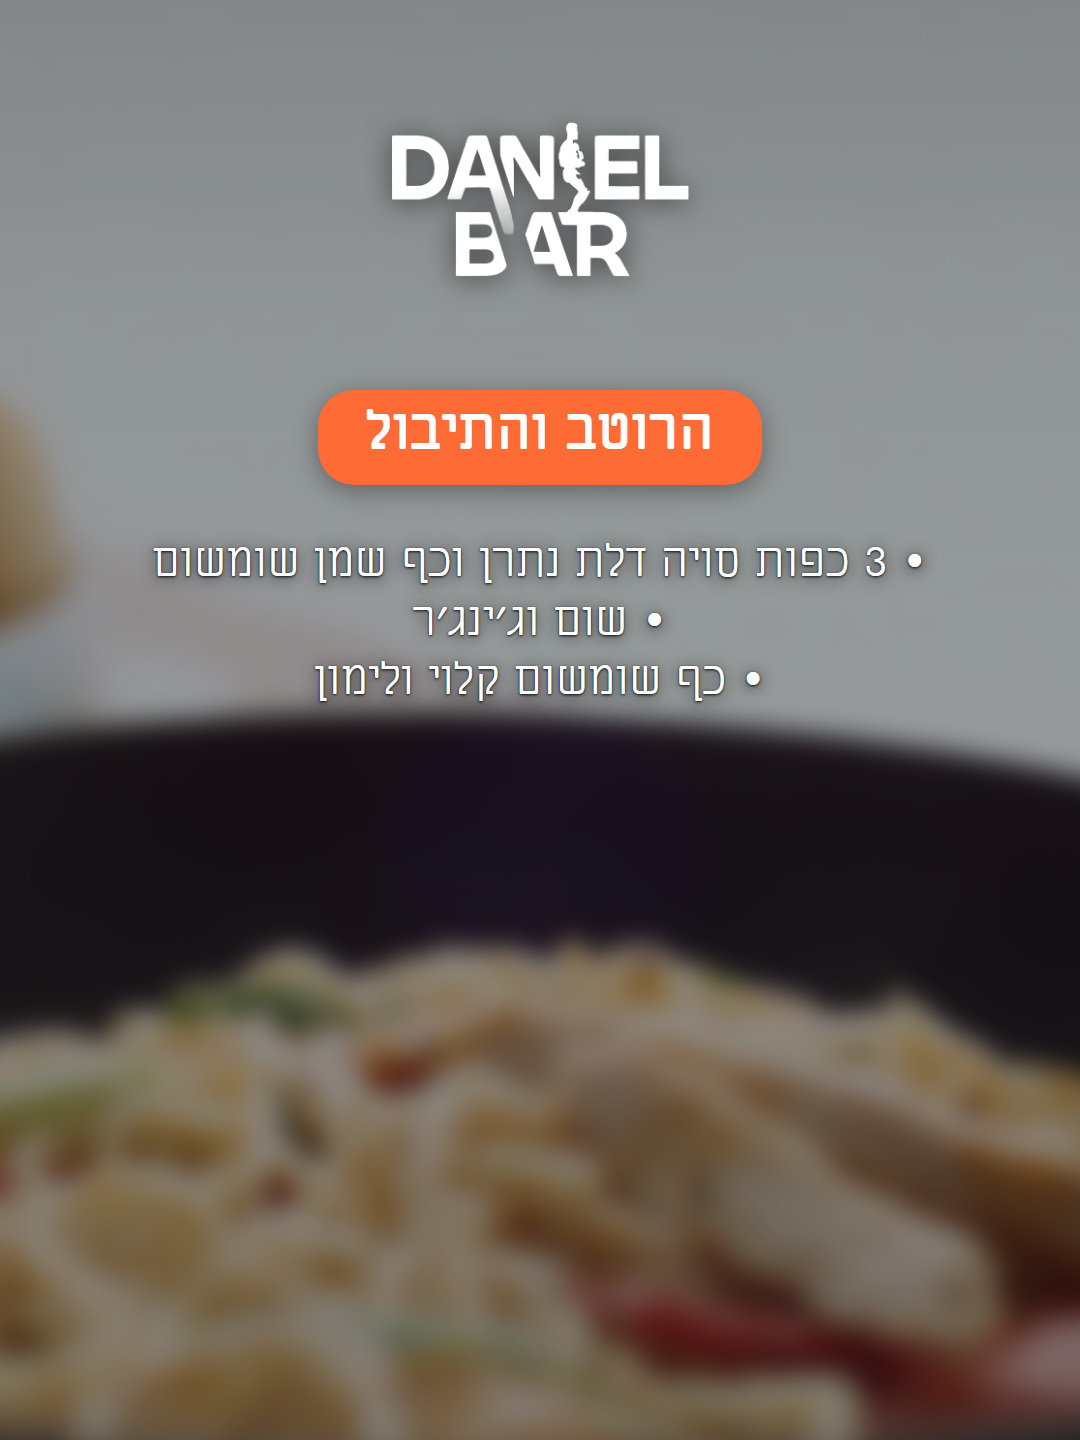 DANIEL
BAR
הרוטב והתיבול
• 3 כפות סויה דלת נתרן וכף שמן שומשום
• שום וג׳ינג׳ר
• כף שומשום קלוי ולימון